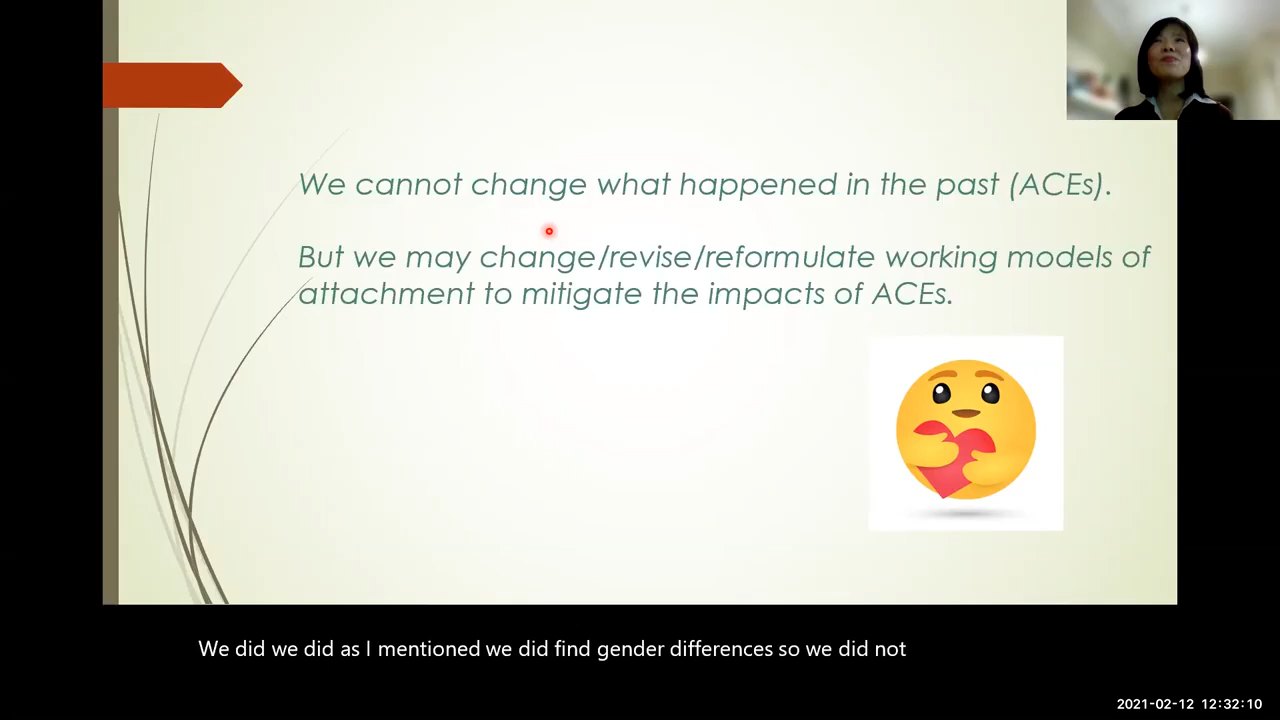 We cannot change what happened in the past (ACEs).
But we may change/revise/reformulate working models of
attachment to mitigate the impacts of ACEs.
We did we did as I mentioned we did find gender differences so we did not
2021-02-12 12:32:10